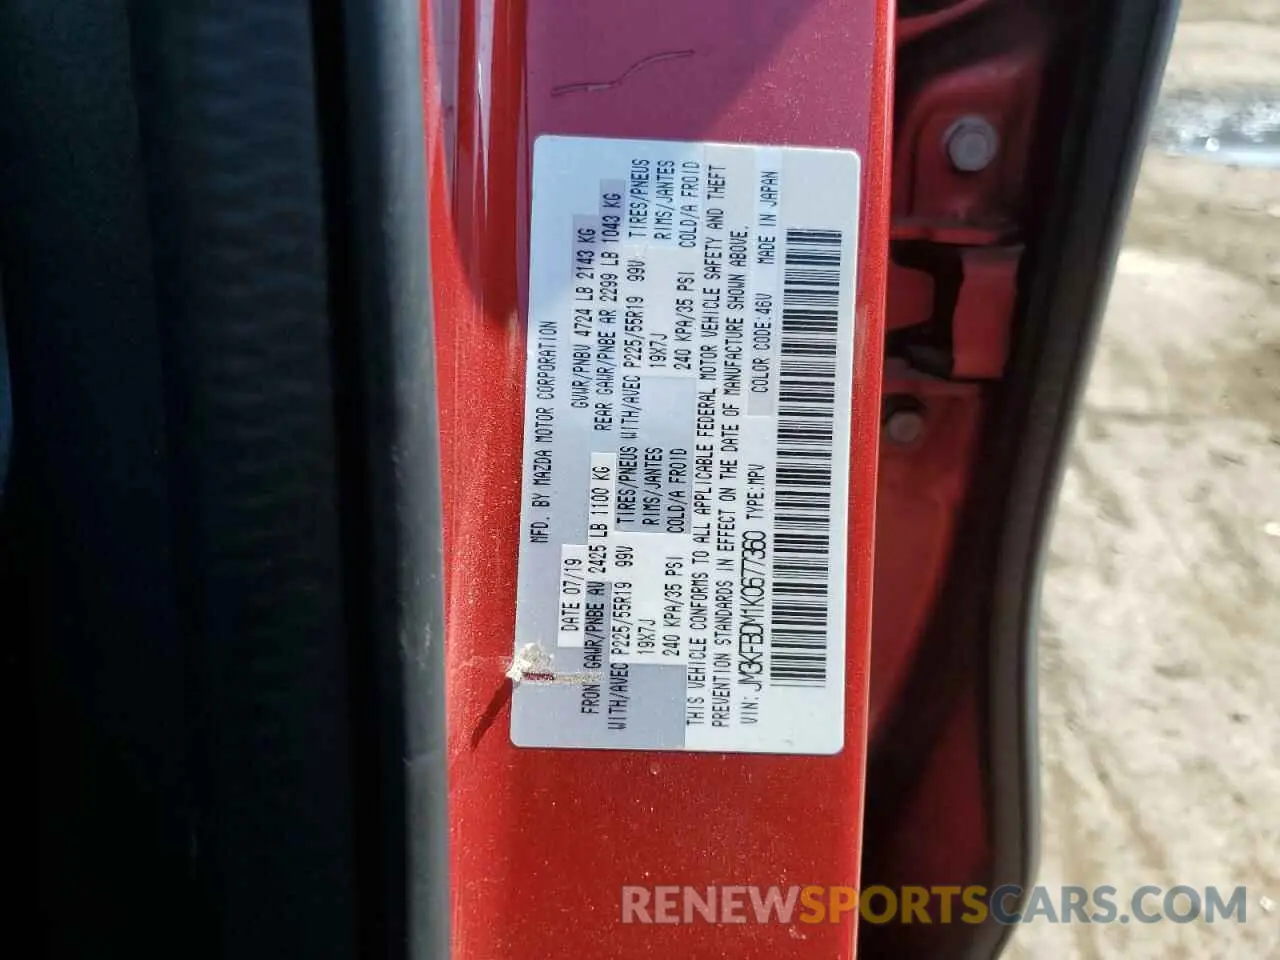 MFD. BY MAZDA MOTOR CORPORATION
DATE 07/19 GVWR/PNBV 4724 LB 2143 KG
FRONT GAWR/PNBE AV 2425 LB 1100 KG REAR GAWR/PNBE AR 2299 LB 1043 KG
WITH/AVEC P225/55R19 99V TIRES/PNEUS WITH/AVEC P225/55R19 99V TIRES/PNEUS
19X7J RIMS/JANTES 19X7J RIMS/JANTES
240 KPA/35 PSI COLD/A FROID 240 KPA/35 PSI COLD/A FROID
THIS VEHICLE CONFORMS TO ALL APPLICABLE FEDERAL MOTOR VEHICLE SAFETY AND THEFT
PREVENTION STANDARDS IN EFFECT ON THE DATE OF MANUFACTURE SHOWN ABOVE.
VIN: JM3KFBDM1K0677360 TYPE:MPV COLOR CODE:46V MADE IN JAPAN
RENEWSPORTSCARS.COM